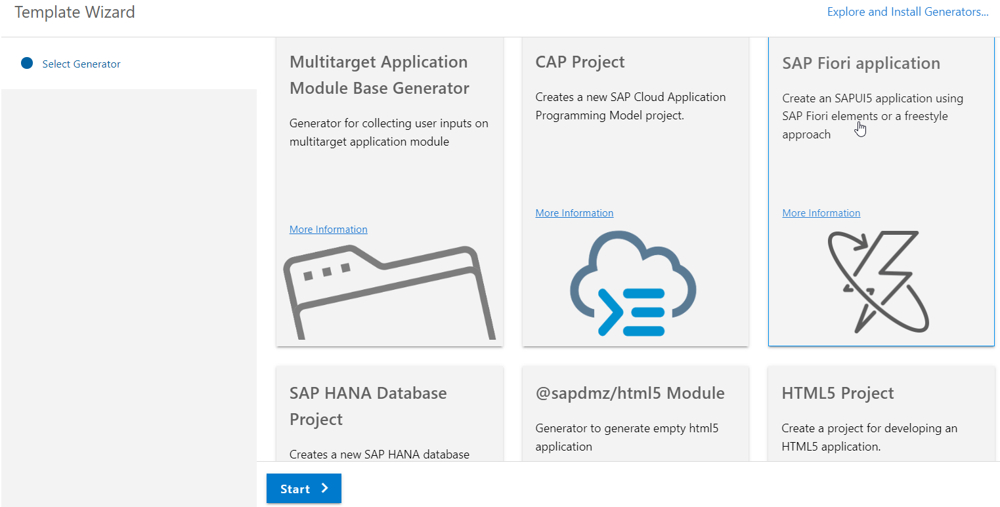 Template Wizard
Explore and Install Generators...
Select Generator
Multitarget Application
Module Base Generator
Generator for collecting user inputs on
multitarget application module
More Information
CAP Project
Creates a new SAP Cloud Application
Programming Model project.
More Information
SAP Fiori application
Create an SAPUI5 application using
SAP Fiori elements or a freestyle
approach
More Information
SAP HANA Database
Project
Creates a new SAP HANA database
@sapdmz/html5 Module
Generator to generate empty html5
application
HTML5 Project
Create a project for developing an
HTML5 application.
Start